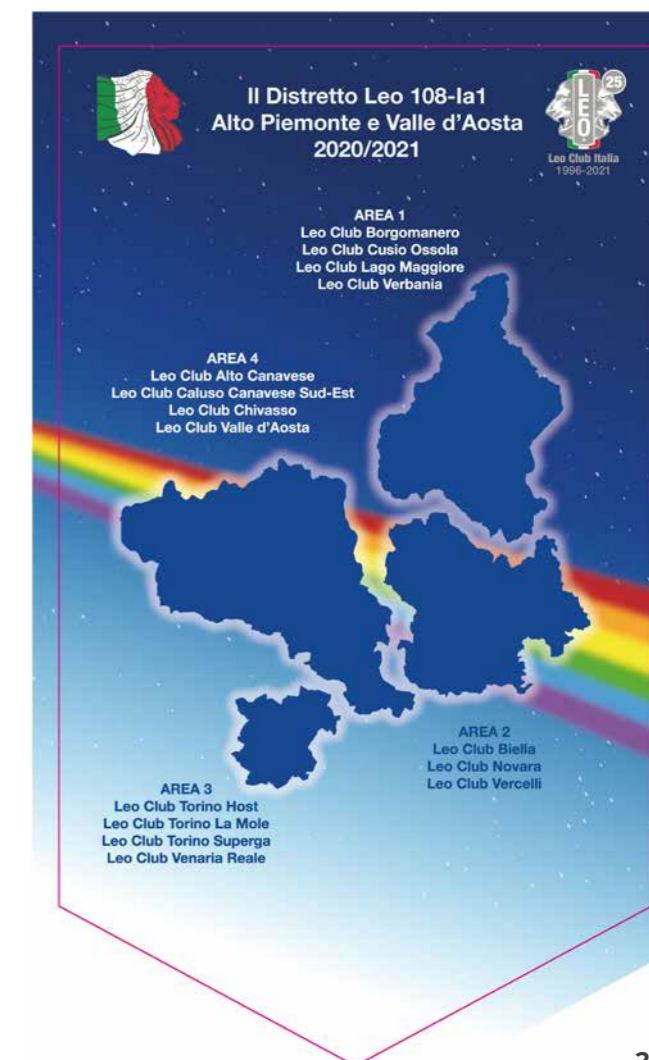 Il Distretto Leo 108-Ia1
Alto Piemonte e Valle d'Aosta
2020/2021
25
LEO
Leo Club Italia
1996-2021
AREA 1
Leo Club Borgomanero
Leo Club Cusio Ossola
Leo Club Lago Maggiore
Leo Club Verbania
AREA 4
Leo Club Alto Canavese
Leo Club Caluso Canavese Sud-Est
Leo Club Chivasso
Leo Club Valle d'Aosta
AREA 2
Leo Club Biella
Leo Club Novara
Leo Club Vercelli
AREA 3
Leo Club Torino Host
Leo Club Torino La Mole
Leo Club Torino Superga
Leo Club Venaria Reale